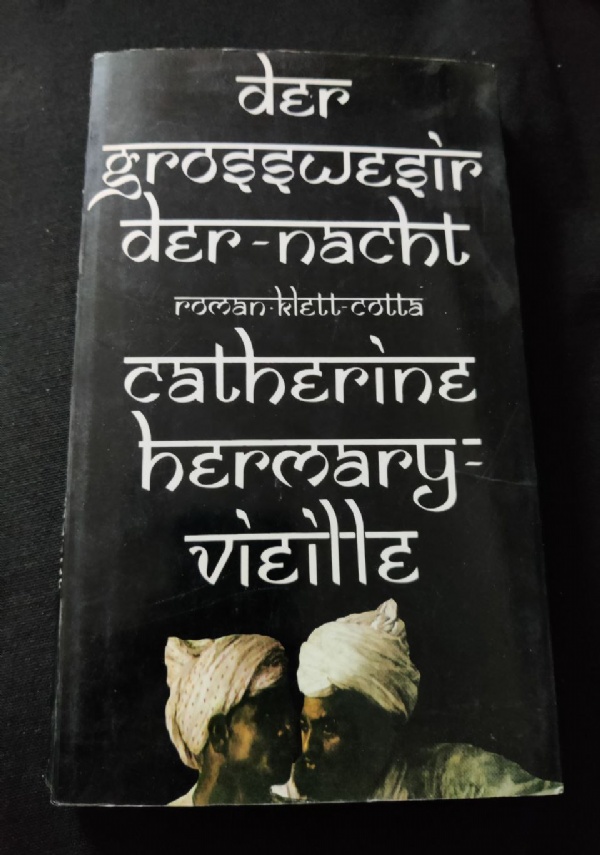 der
grosswesir
der-nacht
roman-klett-cotta
catherine
hermary-
vieille